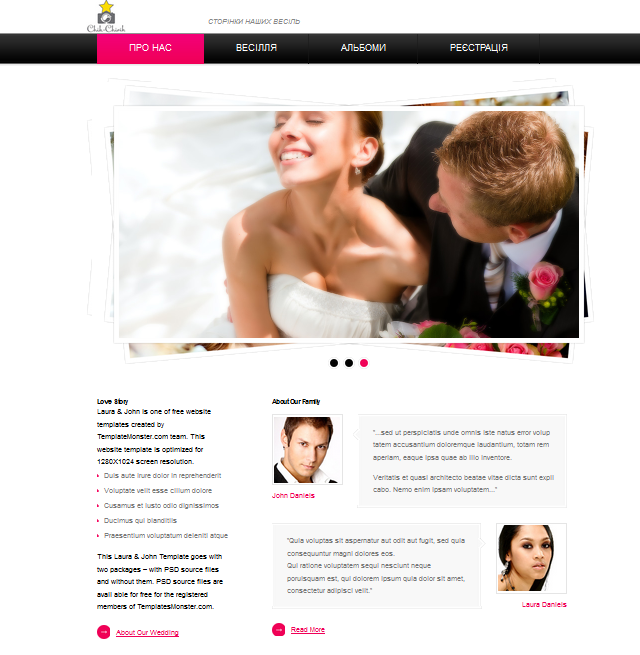 Chik-Chirik
СТОРІНКИ НАШИХ ВЕСІЛЬ
ПРО НАС
ВЕСІЛЛЯ
АЛЬБОМИ
РЕЄСТРАЦІЯ
Love Story
Laura & John is one of free website
templates created by
TemplateMonster.com team. This
website template is optimized for
1280X1024 screen resolution.
Duis aute irure dolor in reprehenderit
Voluptate velit esse cillum dolore
Cusamus et iusto odio dignissimos
Ducimus qui blanditiis
Praesentium voluptatum deleniti atque
This Laura & John Template goes with
two packages – with PSD source files
and without them. PSD source files are
available for free for the registered
members of TemplatesMonster.com.
About Our Wedding
About Our Family
"...sed ut perspiciatis unde omnis iste natus error volup
tatem accusantium doloremque laudantium, totam rem
aperiam, eaque ipsa quae ab illo inventore.
Veritatis et quasi architecto beatae vitae dicta sunt expli
cabo. Nemo enim ipsam voluptatem..."
John Daniels
"Quia voluptas sit aspernatur aut odit aut fugit, sed quia
consequuntur magni dolores eos.
Qui ratione voluptatem sequi nesciunt neque
porulsquam est, qui dolorem ipsum quia dolor sit amet,
consectetur adipisci velit."
Laura Daniels
Read More